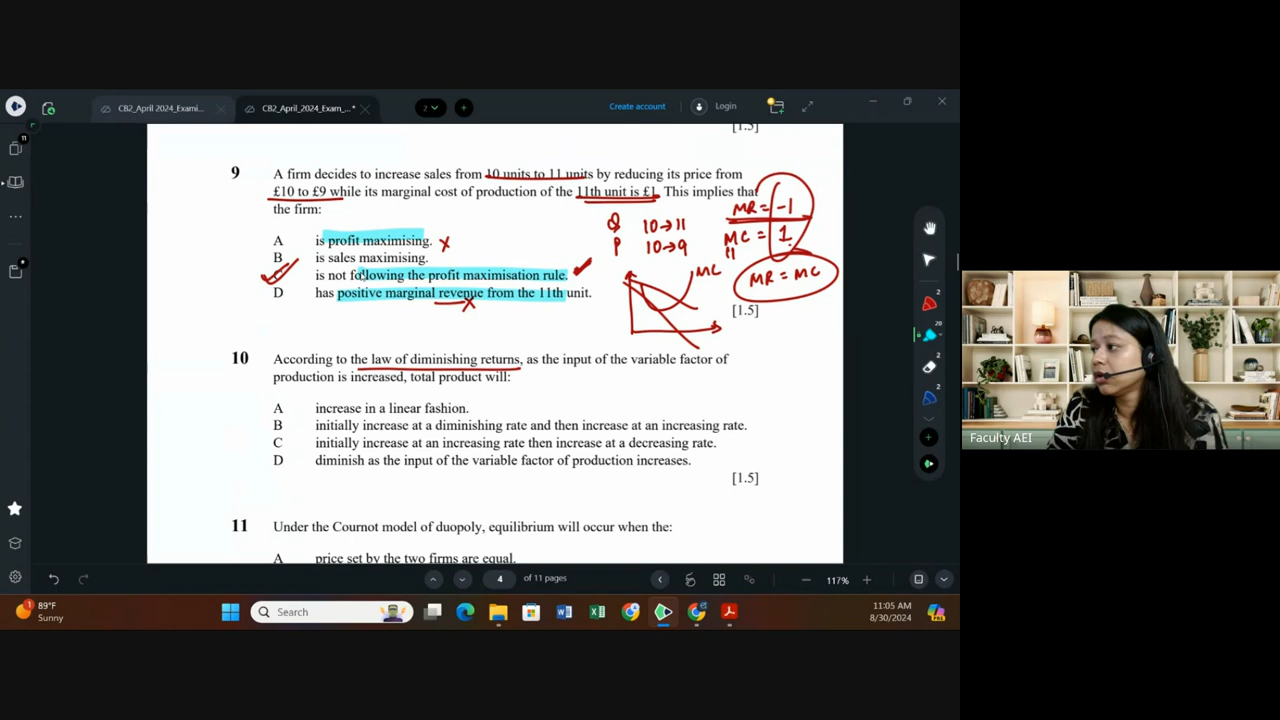 CB2_April 2024_Exami...
CB2_April_2024_Exam_...*
2
Create account
Login
[1.5]
11
9 A firm decides to increase sales from 10 units to 11 units by reducing its price from
£10 to £9 while its marginal cost of production of the 11th unit is £1. This implies that
the firm:
MR = -1
Q 10→11
P 10→9
MC = 1
A is profit maximising.
B is sales maximising.
is not following the profit maximisation rule.
D has positive marginal revenue from the 11th unit.
MC
MR = MC
[1.5]
10 According to the law of diminishing returns, as the input of the variable factor of
production is increased, total product will:
A increase in a linear fashion.
B initially increase at a diminishing rate and then increase at an increasing rate.
C initially increase at an increasing rate then increase at a decreasing rate.
D diminish as the input of the variable factor of production increases.
[1.5]
11 Under the Cournot model of duopoly, equilibrium will occur when the:
A price set by the two firms are equal.
2
20
2
2
Faculty AEI
4 of 11 pages
117%
1
89°F
Sunny
Search
11:05 AM
8/30/2024